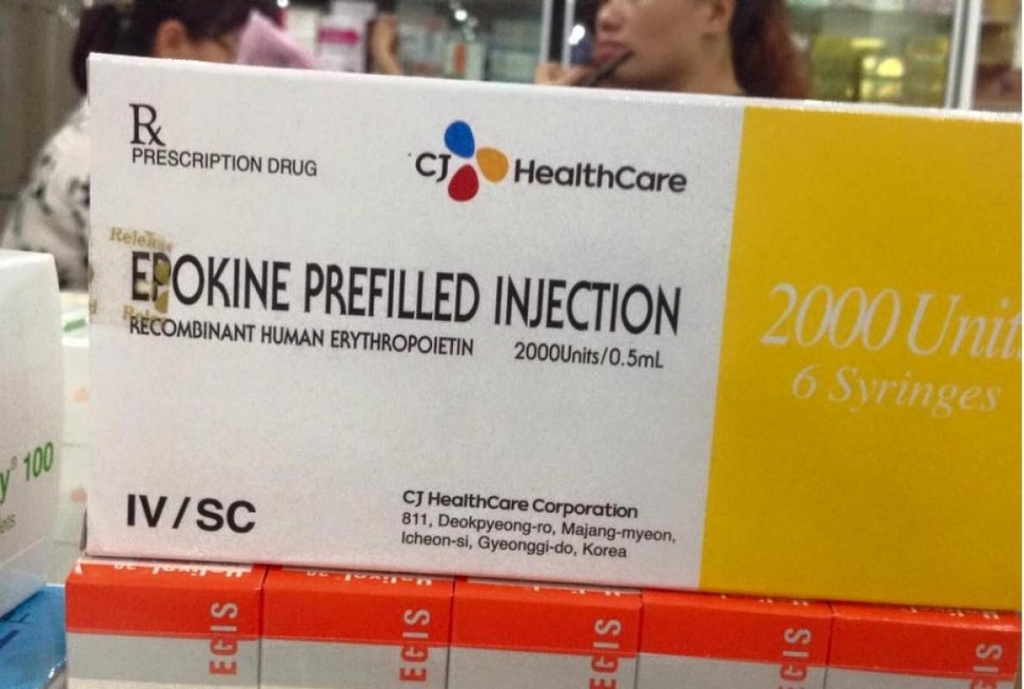 Rx
PRESCRIPTION DRUG
CJ HealthCare
Release
EPOKINE PREFILLED INJECTION
RECOMBINANT HUMAN ERYTHROPOIETIN 2000Units/0.5mL
2000 Unit
6 Syringes
IV/SC
CJ HealthCare Corporation
811, Deokpyeong-ro, Majang-myeon,
Icheon-si, Gyeonggi-do, Korea
y® 100
EGIS
EGIS
EGIS
EGIS
EGIS